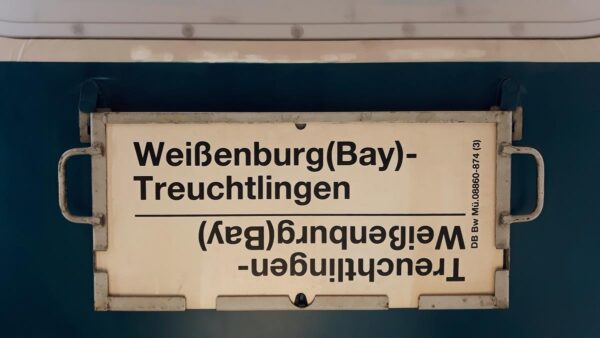 Weißenburg(Bay)-
Treuchtlingen
Treuchtlingen-
Weißenburg(Bay)
DB Bw Mü.08860-874 (3)